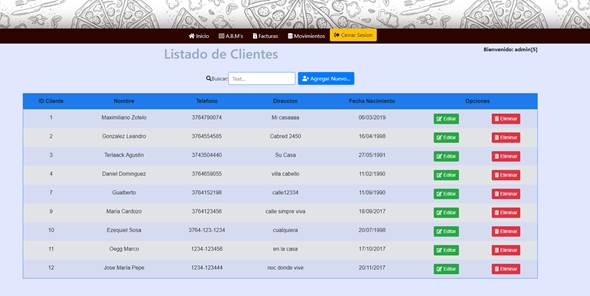 Inicio A.B.M's Facturas Movimientos Cerrar Sesion
Listado de Clientes
Bienvenido: admin[5]
Buscar: Text... Agregar Nuevo...
ID Cliente Nombre Telefono Direccion Fecha Nacimiento Opciones
1 Maximiliano Zotelo 3764790074 Mi casaaaa 06/03/2019 Editar Eliminar
2 Gonzalez Leandro 3764554585 Cabred 2450 16/04/1998 Editar Eliminar
3 Terlaack Agustin 3743504440 Su Casa 27/05/1991 Editar Eliminar
4 Daniel Dominguez 3764659055 villa cabello 11/02/1990 Editar Eliminar
7 Gualberto 3764152198 calle12334 11/09/1990 Editar Eliminar
9 Maria Cardozo 3764123456 calle simpre viva 18/09/2017 Editar Eliminar
10 Ezequiel Sosa 3764-123-1234 cualquiera 20/07/1998 Editar Eliminar
11 Oegg Marco 1234-123456 en la casa 17/10/2017 Editar Eliminar
12 Jose María Pepe 1234-123444 noc donde vive 20/11/2017 Editar Eliminar